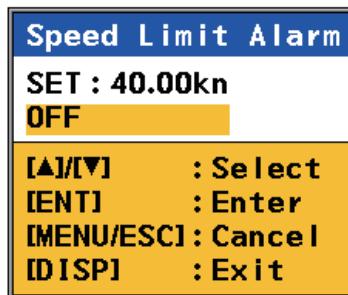 Speed Limit Alarm
SET : 40.00kn
OFF
[▲]/[▼] : Select
[ENT] : Enter
[MENU/ESC] : Cancel
[DISP] : Exit